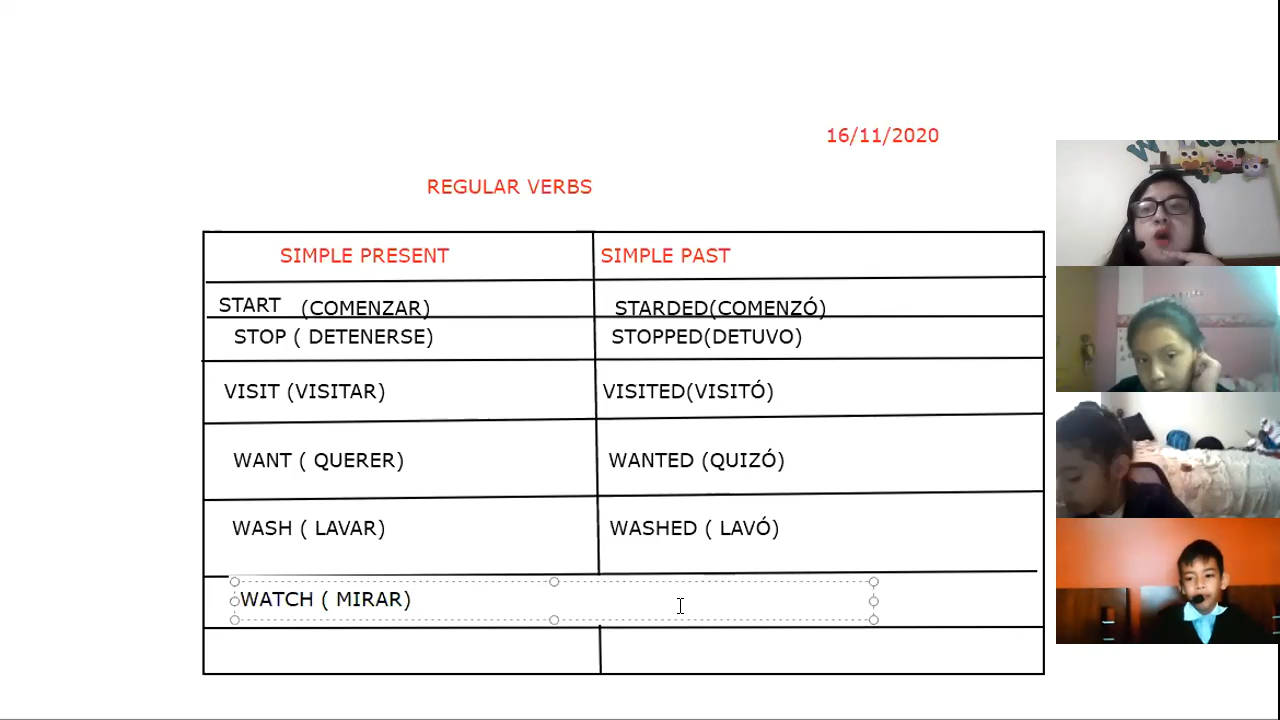 16/11/2020
REGULAR VERBS
SIMPLE PRESENT SIMPLE PAST
START (COMENZAR) STARDED(COMENZÓ)
STOP ( DETENERSE) STOPPED(DETUVO)
VISIT (VISITAR) VISITED(VISITÓ)
WANT ( QUERER) WANTED (QUIZÓ)
WASH ( LAVAR) WASHED ( LAVÓ)
WATCH ( MIRAR)